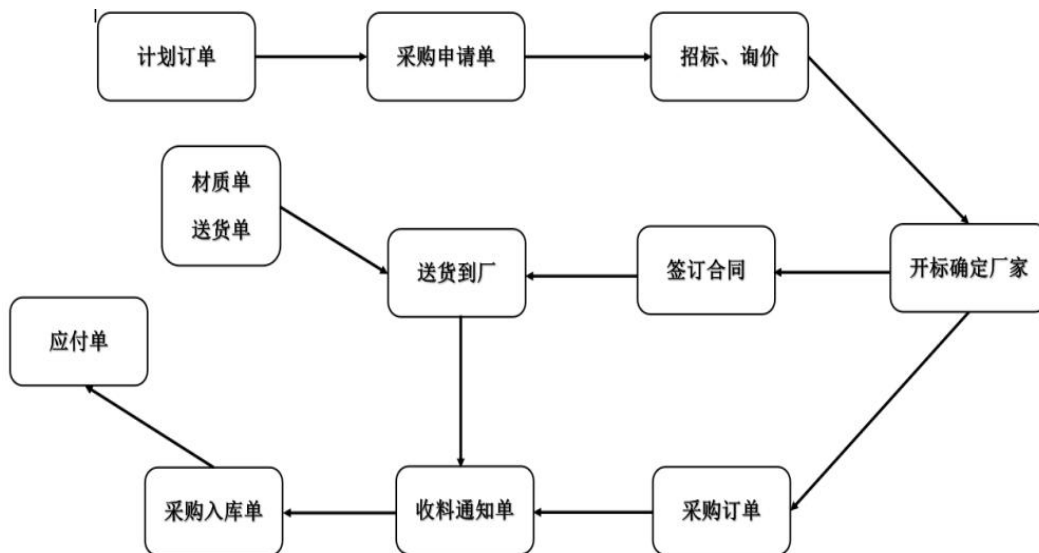 计划订单
采购申请单
招标、询价
材质单
送货单
送货到厂
签订合同
开标确定厂家
应付单
采购入库单
收料通知单
采购订单